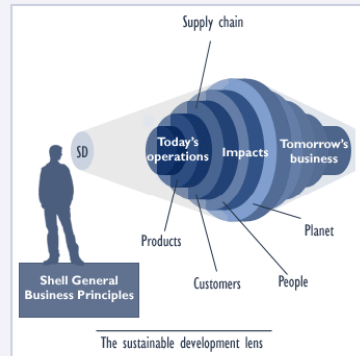 Supply chain
SD
Today's
operations
Impacts
Tomorrow's
business
Products
Customers
People
Planet
Shell General
Business Principles
The sustainable development lens